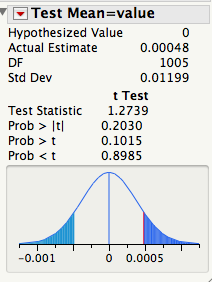 Test Mean=value
Hypothesized Value 0
Actual Estimate 0.00048
DF 1005
Std Dev 0.01199
t Test
Test Statistic 1.2739
Prob > |t| 0.2030
Prob > t 0.1015
Prob < t 0.8985
-0.001 0 0.0005